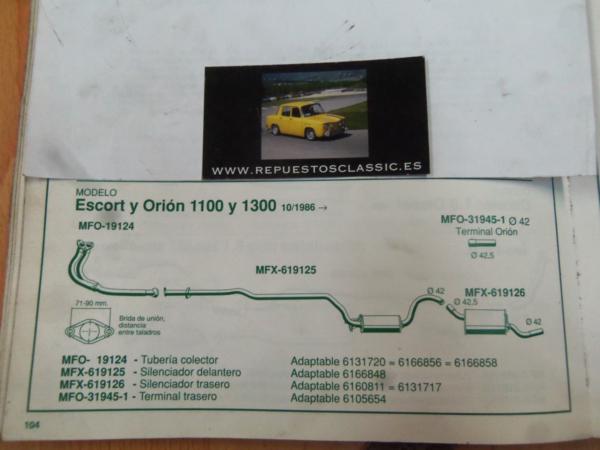 WWW.REPUESTOSCLASSIC.ES
MODELO
Escort y Orión 1100 y 1300 10/1986 →
MFO-19124
MFO-31945-1 Ø 42
Terminal Orión
Ø 42,5
MFX-619125
Ø 42
Ø 42,5
MFX-619126
Ø 42
71-90 mm.
Brida de unión,
distancia
entre taladros
MFO- 19124 - Tubería colector Adaptable 6131720 = 6166856 = 6166858
MFX-619125 - Silenciador delantero Adaptable 6166848
MFX-619126 - Silenciador trasero Adaptable 6160811 = 6131717
MFO-31945-1 - Terminal trasero Adaptable 6105654
104